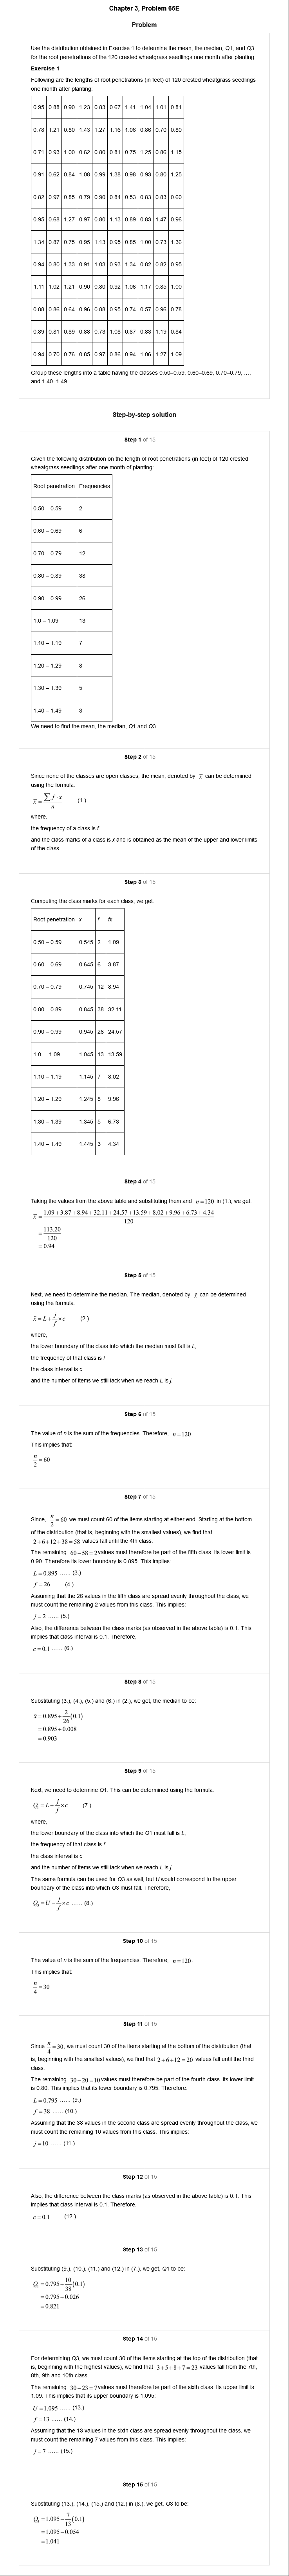 Chapter 3, Problem 65E
Problem
Use the distribution obtained in Exercise 1 to determine the mean, the median, Q1, and Q3
for the root penetrations of the 120 crested wheatgrass seedlings one month after planting.
Exercise 1
Following are the lengths of root penetrations (in feet) of 120 crested wheatgrass seedlings
one month after planting:
0.95 0.88 0.90 1.23 0.83 0.67 1.41 1.04 1.01 0.81
0.78 1.21 0.80 1.43 1.27 1.16 1.06 0.86 0.70 0.80
0.71 0.93 1.00 0.62 0.80 0.81 0.75 1.25 0.86 1.15
0.91 0.62 0.84 1.08 0.99 1.38 0.98 0.93 0.80 1.25
0.82 0.97 0.85 0.79 0.90 0.84 0.53 0.83 0.83 0.60
0.95 0.68 1.27 0.97 0.80 1.13 0.89 0.83 1.47 0.96
1.34 0.87 0.75 0.95 1.13 0.95 0.85 1.00 0.73 1.36
0.94 0.80 1.33 0.91 1.03 0.93 1.34 0.82 0.82 0.95
1.11 1.02 1.21 0.90 0.80 0.92 1.06 1.17 0.85 1.00
0.88 0.86 0.64 0.96 0.88 0.95 0.74 0.57 0.96 0.78
0.89 0.81 0.89 0.88 0.73 1.08 0.87 0.83 1.19 0.84
0.94 0.70 0.76 0.85 0.97 0.86 0.94 1.06 1.27 1.09
Group these lengths into a table having the classes 0.50–0.59, 0.60–0.69, 0.70–0.79, …,
and 1.40–1.49.
Step-by-step solution
Step 1 of 15
Given the following distribution on the length of root penetrations (in feet) of 120 crested
wheatgrass seedlings after one month of planting:
Root penetration Frequencies
0.50 – 0.59 2
0.60 – 0.69 6
0.70 – 0.79 12
0.80 – 0.89 38
0.90 – 0.99 26
1.0 – 1.09 13
1.10 – 1.19 7
1.20 – 1.29 8
1.30 – 1.39 5
1.40 – 1.49 3
We need to find the mean, the median, Q1 and Q3.
Step 2 of 15
Since none of the classes are open classes, the mean, denoted by x̄ can be determined
using the formula:
x̄ = ∑ f·x / n ...... (1.)
where,
the frequency of a class is f
and the class marks of a class is x and is obtained as the mean of the upper and lower limits
of the class.
Step 3 of 15
Computing the class marks for each class, we get:
Root penetration x f fx
0.50 – 0.59 0.545 2 1.09
0.60 – 0.69 0.645 6 3.87
0.70 – 0.79 0.745 12 8.94
0.80 – 0.89 0.845 38 32.11
0.90 – 0.99 0.945 26 24.57
1.0 – 1.09 1.045 13 13.59
1.10 – 1.19 1.145 7 8.02
1.20 – 1.29 1.245 8 9.96
1.30 – 1.39 1.345 5 6.73
1.40 – 1.49 1.445 3 4.34
Step 4 of 15
Taking the values from the above table and substituting them and n = 120 in (1.), we get:
x̄ = 1.09 + 3.87 + 8.94 + 32.11 + 24.57 + 13.59 + 8.02 + 9.96 + 6.73 + 4.34 / 120
= 113.20 / 120
= 0.94
Step 5 of 15
Next, we need to determine the median. The median, denoted by x̃ can be determined
using the formula:
x̃ = L + j/f × c ...... (2.)
where,
the lower boundary of the class into which the median must fall is L,
the frequency of that class is f
the class interval is c
and the number of items we still lack when we reach L is j.
Step 6 of 15
The value of n is the sum of the frequencies. Therefore, n = 120.
This implies that:
n/2 = 60
Step 7 of 15
Since, n/2 = 60 we must count 60 of the items starting at either end. Starting at the bottom
of the distribution (that is, beginning with the smallest values), we find that
2 + 6 + 12 + 38 = 58 values fall until the 4th class.
The remaining 60 − 58 = 2 values must therefore be part of the fifth class. Its lower limit is
0.90. Therefore its lower boundary is 0.895. This implies:
L = 0.895 ...... (3.)
f = 26 ...... (4.)
Assuming that the 26 values in the fifth class are spread evenly throughout the class, we
must count the remaining 2 values from this class. This implies:
j = 2 ...... (5.)
Also, the difference between the class marks (as observed in the above table) is 0.1. This
implies that class interval is 0.1. Therefore,
c = 0.1 ...... (6.)
Step 8 of 15
Substituting (3.), (4.), (5.) and (6.) in (2.), we get, the median to be:
x̃ = 0.895 + 2/26 (0.1)
= 0.895 + 0.008
= 0.903
Step 9 of 15
Next, we need to determine Q1. This can be determined using the formula:
Q₁ = L + j/f × c ...... (7.)
where,
the lower boundary of the class into which the Q1 must fall is L,
the frequency of that class is f
the class interval is c
and the number of items we still lack when we reach L is j.
The same formula can be used for Q3 as well, but U would correspond to the upper
boundary of the class into which Q3 must fall. Therefore,
Q₃ = U − j/f × c ...... (8.)
Step 10 of 15
The value of n is the sum of the frequencies. Therefore, n = 120.
This implies that:
n/4 = 30
Step 11 of 15
Since n/4 = 30, we must count 30 of the items starting at the bottom of the distribution (that
is, beginning with the smallest values), we find that 2 + 6 + 12 = 20 values fall until the third
class.
The remaining 30 − 20 = 10 values must therefore be part of the fourth class. Its lower limit
is 0.80. This implies that its lower boundary is 0.795. Therefore:
L = 0.795 ...... (9.)
f = 38 ...... (10.)
Assuming that the 38 values in the second class are spread evenly throughout the class, we
must count the remaining 10 values from this class. This implies:
j = 10 ...... (11.)
Step 12 of 15
Also, the difference between the class marks (as observed in the above table) is 0.1. This
implies that class interval is 0.1. Therefore,
c = 0.1 ...... (12.)
Step 13 of 15
Substituting (9.), (10.), (11.) and (12.) in (7.), we get, Q1 to be:
Q₁ = 0.795 + 10/38 (0.1)
= 0.795 + 0.026
= 0.821
Step 14 of 15
For determining Q3, we must count 30 of the items starting at the top of the distribution (that
is, beginning with the highest values), we find that 3 + 5 + 8 + 7 = 23 values fall from the 7th,
8th, 9th and 10th class.
The remaining 30 − 23 = 7 values must therefore be part of the sixth class. Its upper limit is
1.09. This implies that its upper boundary is 1.095:
U = 1.095 ...... (13.)
f = 13 ...... (14.)
Assuming that the 13 values in the sixth class are spread evenly throughout the class, we
must count the remaining 7 values from this class. This implies:
j = 7 ...... (15.)
Step 15 of 15
Substituting (13.), (14.), (15.) and (12.) in (8.), we get, Q3 to be:
Q₃ = 1.095 − 7/13 (0.1)
= 1.095 − 0.054
= 1.041